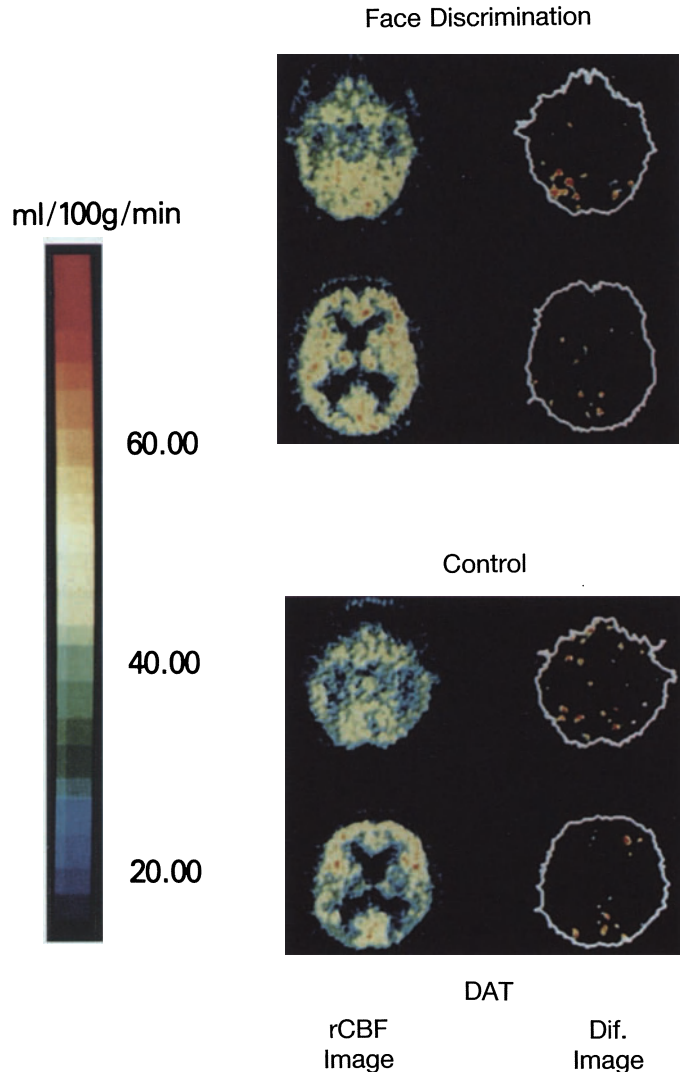 Face Discrimination
ml/100g/min
60.00
40.00
20.00
Control
DAT
rCBF
Image
Dif.
Image